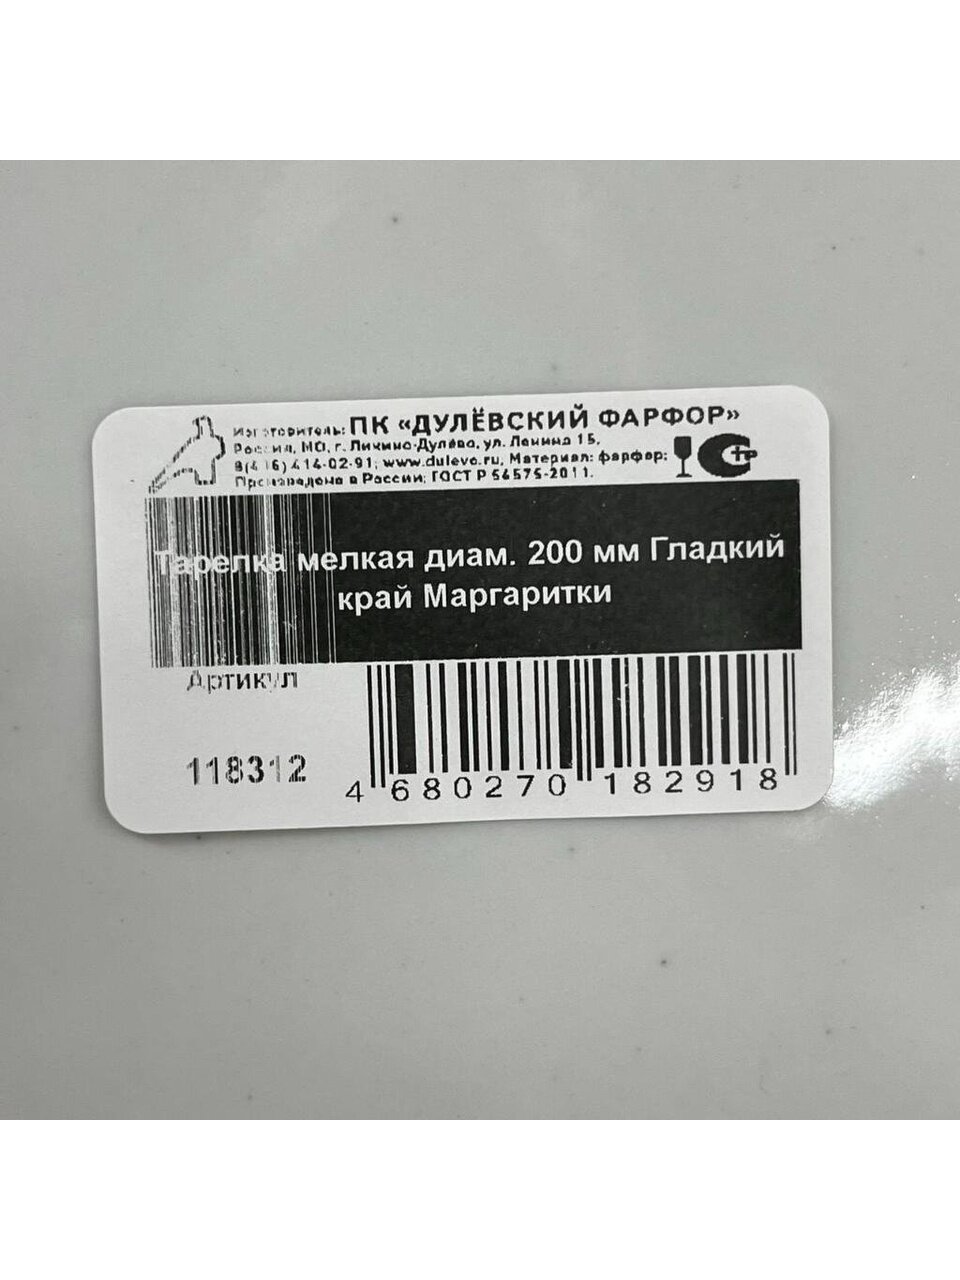 Изготовитель: ПК «ДУЛЁВСКИЙ ФАРФОР»
Россия, МО, г. Ликино-Дулёво, ул. Ленина 15,
8(416) 414-02-91; www.dulevo.ru, Материал: фарфор;
Произведено в России; ГОСТ Р 54575-2011.
Тарелка мелкая диам. 200 мм Гладкий
край Маргаритки
Артикул
118312
4 680270 182918